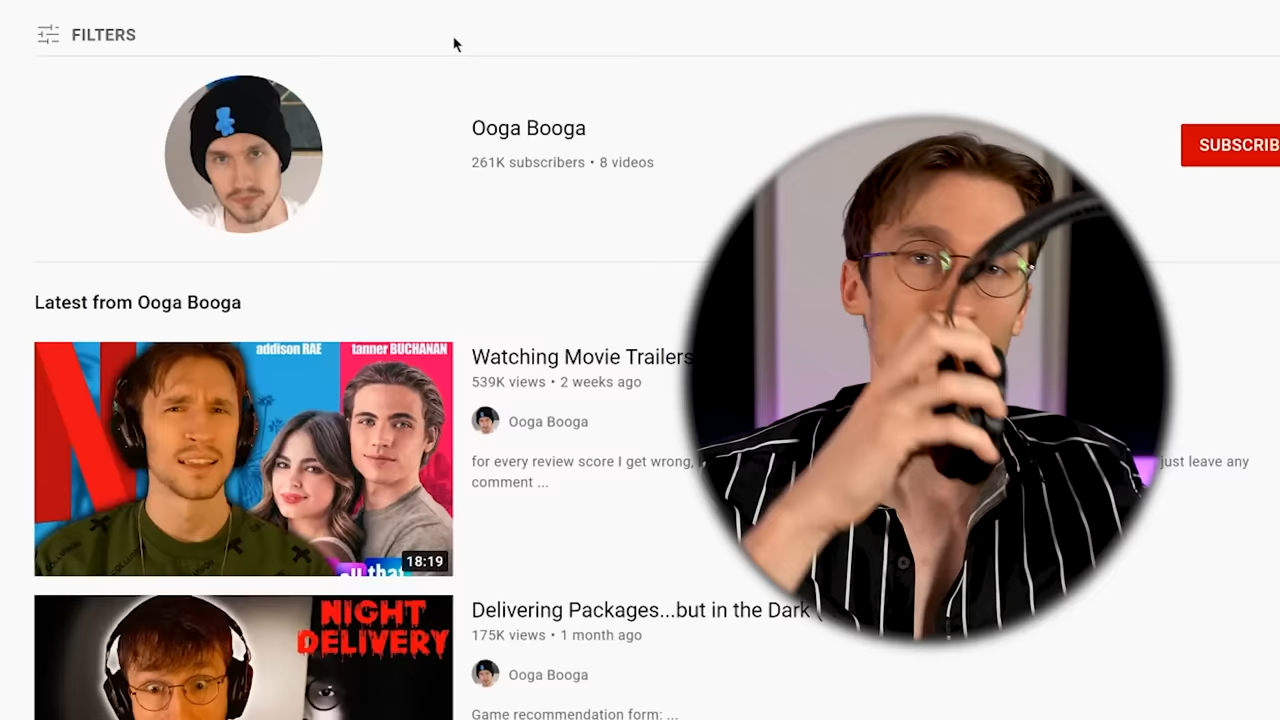 FILTERS
Ooga Booga
261K subscribers • 8 videos
SUBSCRIB
Latest from Ooga Booga
addison RAE
tanner BUCHANAN
18:19
Watching Movie Trailers
539K views • 2 weeks ago
Ooga Booga
for every review score I get wrong,
just leave any
comment ...
NIGHT
DELIVERY
Delivering Packages...but in the Dark
175K views • 1 month ago
Ooga Booga
Game recommendation form: ...